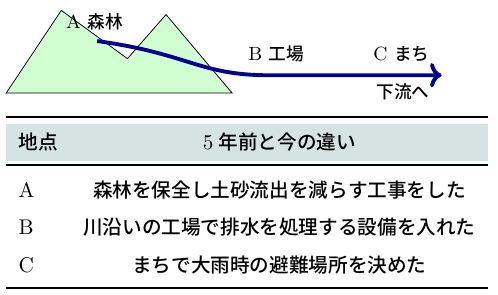 A 森林
B 工場
C まち
下流へ
地点 5 年前と今の違い
A 森林を保全し土砂流出を減らす工事をした
B 川沿いの工場で排水を処理する設備を入れた
C まちで大雨時の避難場所を決めた